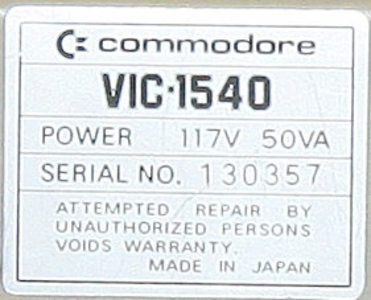 commodore
VIC-1540
POWER 117V 50VA
SERIAL NO. 130357
ATTEMPTED REPAIR BY
UNAUTHORIZED PERSONS
VOIDS WARRANTY.
MADE IN JAPAN